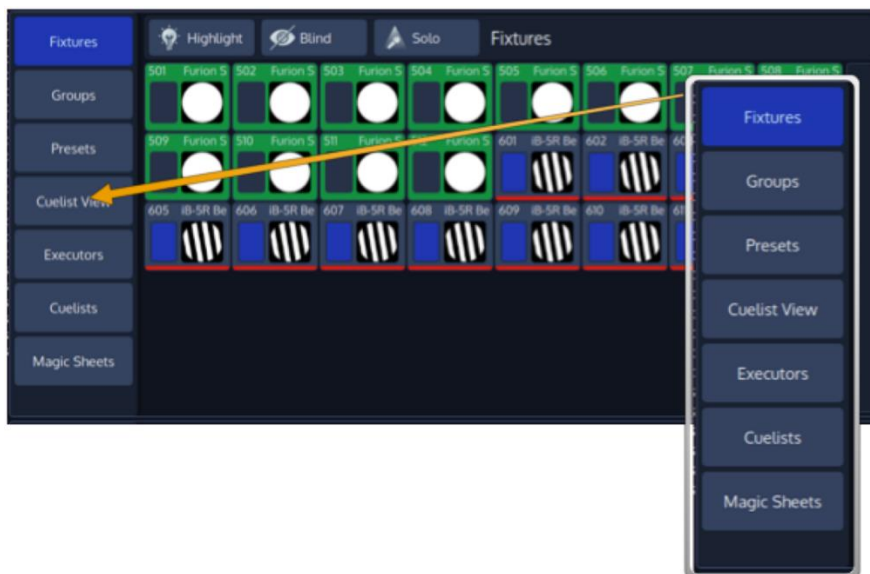 Fixtures
Groups
Presets
Cuelist View
Executors
Cuelists
Magic Sheets
Highlight Blind Solo Fixtures
501 Furion S 502 Furion S 503 Furion S 504 Furion S 505 Furion S 506 Furion S 507 Furion S 508 Furion S
509 Furion S 510 Furion S 511 Furion S Furion S 601 iB-5R Be 602 iB-5R Be
605 iB-5R Be 606 iB-5R Be 607 iB-5R Be 608 iB-5R Be 609 iB-5R Be 610 iB-5R Be
Fixtures
Groups
Presets
Cuelist View
Executors
Cuelists
Magic Sheets